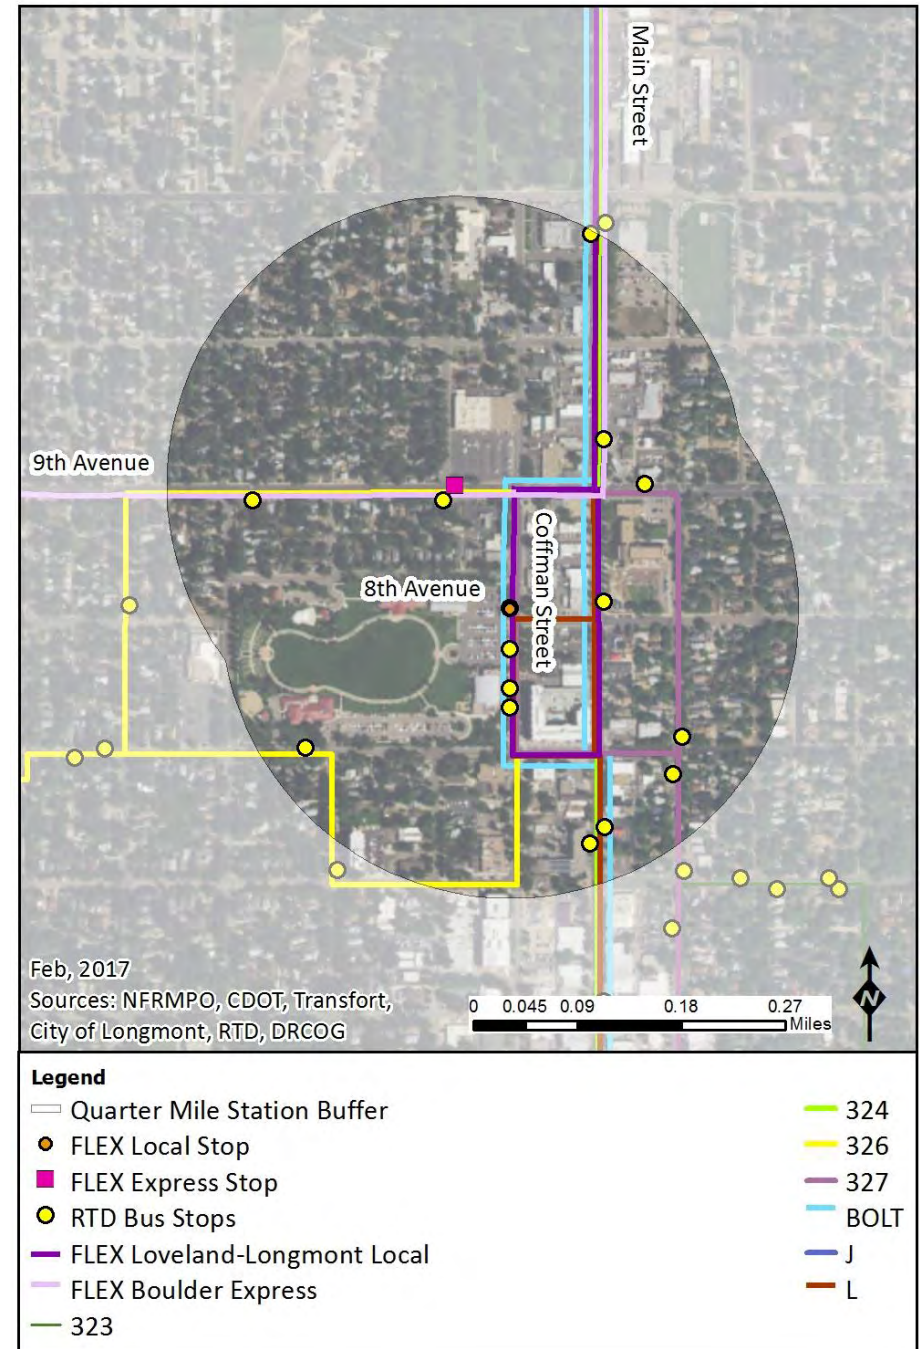 Main Street
9th Avenue
8th Avenue
Coffman Street
Feb, 2017
Sources: NFRMPO, CDOT, Transfort,
City of Longmont, RTD, DRCOG
0 0.045 0.09 0.18 0.27
Miles
N
Legend
Quarter Mile Station Buffer
FLEX Local Stop
FLEX Express Stop
RTD Bus Stops
FLEX Loveland-Longmont Local
FLEX Boulder Express
323
324
326
327
BOLT
J
L